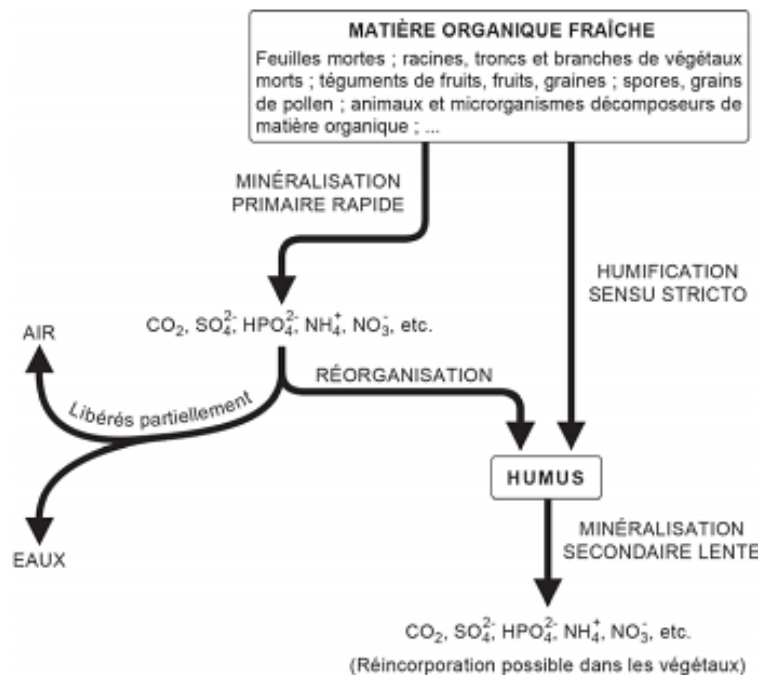 MATIÈRE ORGANIQUE FRAÎCHE
Feuilles mortes ; racines, troncs et branches de végétaux
morts ; téguments de fruits, fruits, graines ; spores, grains
de pollen ; animaux et microrganismes décomposeurs de
matière organique ; ...
MINÉRALISATION
PRIMAIRE RAPIDE
HUMIFICATION
SENSU STRICTO
CO₂, SO₄²⁻, HPO₄²⁻, NH₄⁺, NO₃⁻, etc.
AIR
RÉORGANISATION
Libérés partiellement
HUMUS
EAUX
MINÉRALISATION
SECONDAIRE LENTE
CO₂, SO₄²⁻, HPO₄²⁻, NH₄⁺, NO₃⁻, etc.
(Réincorporation possible dans les végétaux)